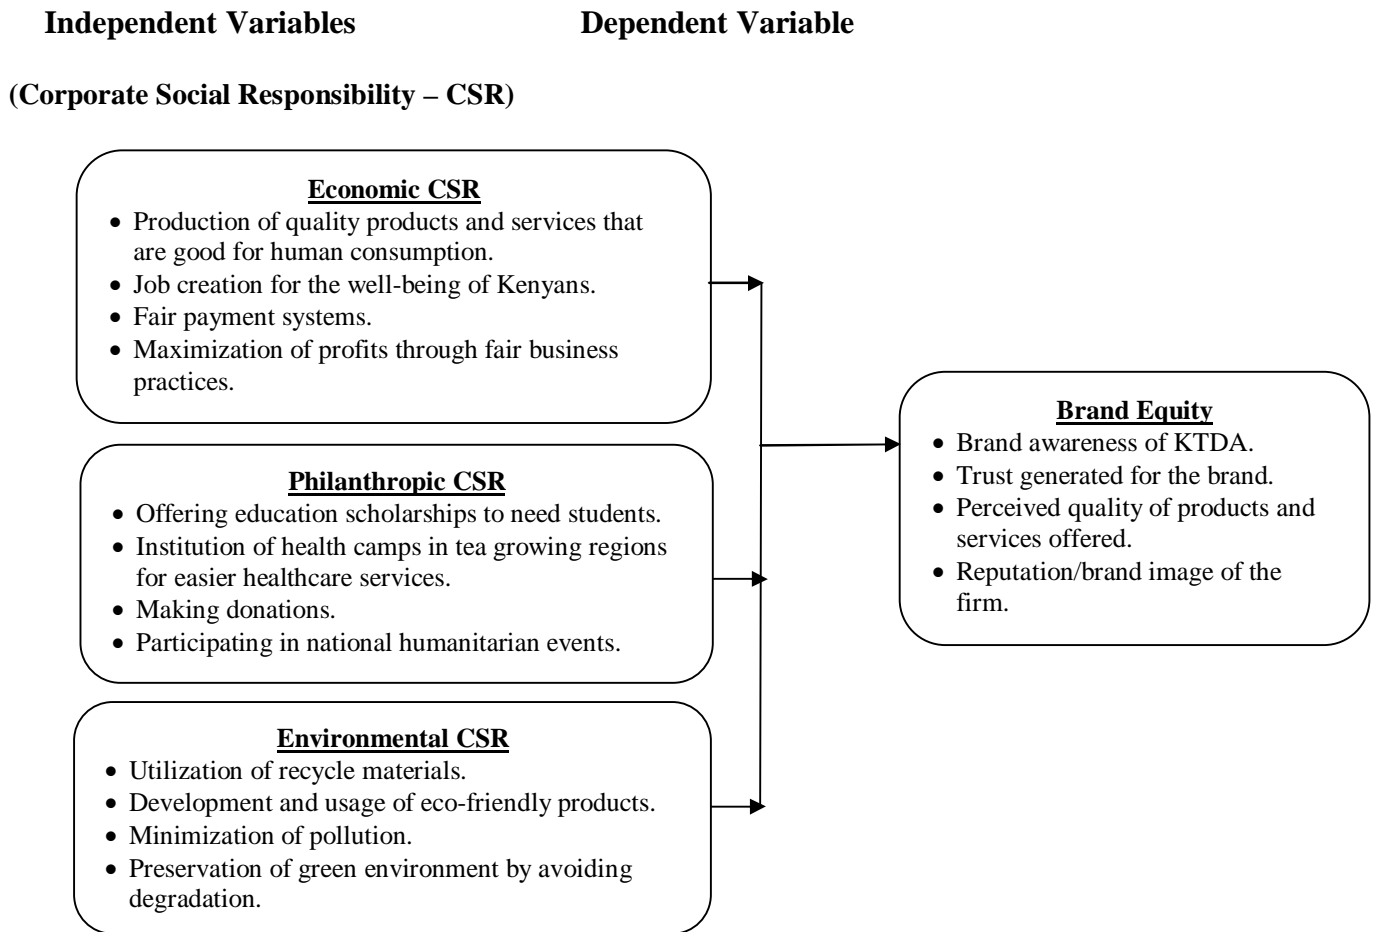 Independent Variables
Dependent Variable
(Corporate Social Responsibility – CSR)
Economic CSR
• Production of quality products and services that
are good for human consumption.
• Job creation for the well-being of Kenyans.
• Fair payment systems.
• Maximization of profits through fair business
practices.
Philanthropic CSR
• Offering education scholarships to need students.
• Institution of health camps in tea growing regions
for easier healthcare services.
• Making donations.
• Participating in national humanitarian events.
Environmental CSR
• Utilization of recycle materials.
• Development and usage of eco-friendly products.
• Minimization of pollution.
• Preservation of green environment by avoiding
degradation.
Brand Equity
• Brand awareness of KTDA.
• Trust generated for the brand.
• Perceived quality of products and
services offered.
• Reputation/brand image of the
firm.